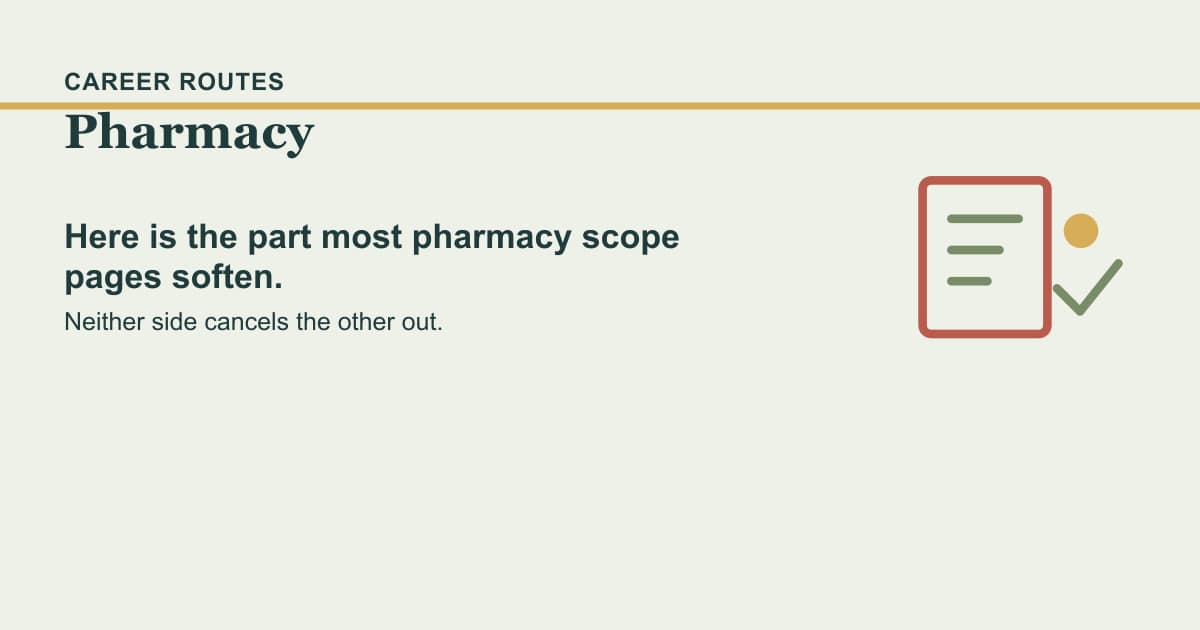 CAREER ROUTES
Pharmacy
Here is the part most pharmacy scope
pages soften.
Neither side cancels the other out.